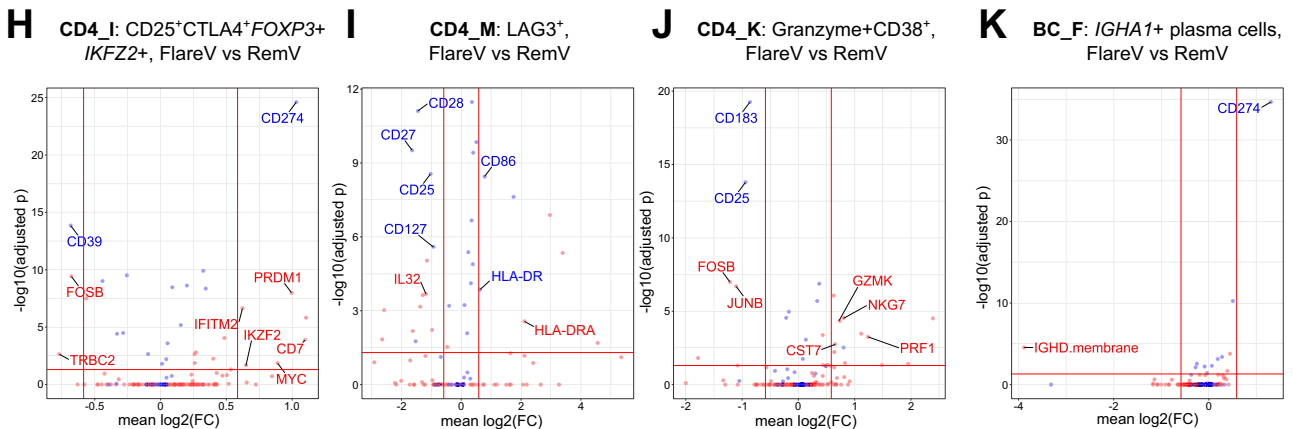 H CD4_I: CD25⁺CTLA4⁺FOXP3+
IKFZ2+, FlareV vs RemV
25
20
15
10
5
0
-log10(adjusted p)
CD274
CD39
FOSB
PRDM1
IFITM2
IKZF2
CD7
TRBC2
MYC
-0.5
0.0
0.5
1.0
mean log2(FC)
I CD4_M: LAG3⁺,
FlareV vs RemV
12
9
6
3
0
-log10(adjusted p)
CD28
CD27
CD86
CD25
CD127
IL32
HLA-DR
HLA-DRA
-2
0
2
4
mean log2(FC)
J CD4_K: Granzyme+CD38⁺,
FlareV vs RemV
20
15
10
5
0
-log10(adjusted p)
CD183
CD25
FOSB
JUNB
GZMK
NKG7
CST7
PRF1
-2
-1
0
1
2
mean log2(FC)
K BC_F: IGHA1+ plasma cells,
FlareV vs RemV
30
20
10
0
-log10(adjusted p)
CD274
IGHD.membrane
-4
-2
0
mean log2(FC)